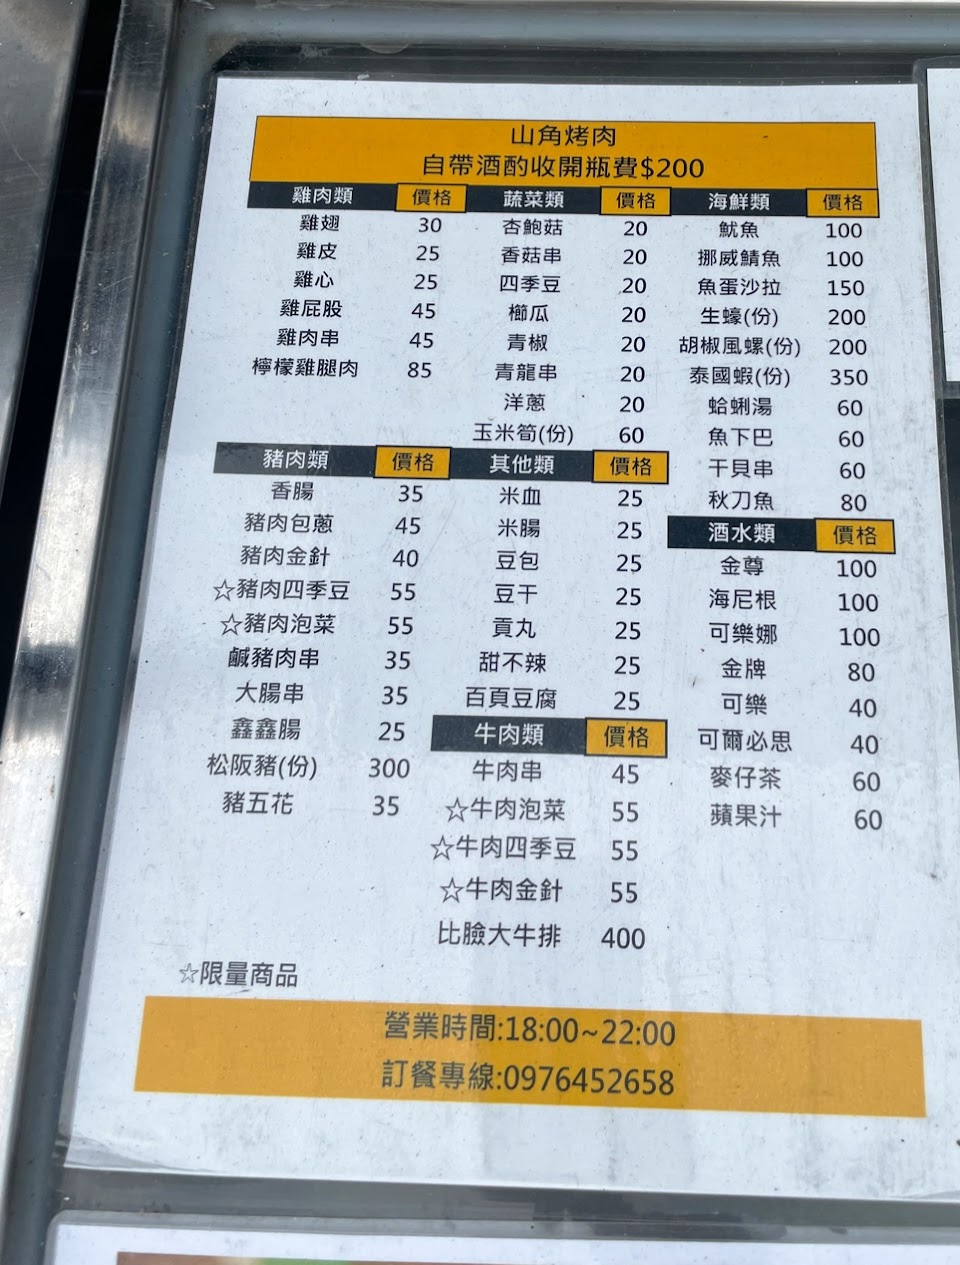 山角烤肉
自帶酒酌收開瓶費$200
雞肉類 價格 蔬菜類 價格 海鮮類 價格
雞翅 30 杏鮑菇 20 魷魚 100
雞皮 25 香菇串 20 挪威鯖魚 100
雞心 25 四季豆 20 魚蛋沙拉 150
雞屁股 45 櫛瓜 20 生蠔(份) 200
雞肉串 45 青椒 20 胡椒風螺(份) 200
檸檬雞腿肉 85 青龍串 20 泰國蝦(份) 350
洋蔥 20 蛤蜊湯 60
玉米筍(份) 60 魚下巴 60
豬肉類 價格 其他類 價格 干貝串 60
香腸 35 米血 25 秋刀魚 80
豬肉包蔥 45 米腸 25 酒水類 價格
豬肉金針 40 豆包 25 金尊 100
☆豬肉四季豆 55 豆干 25 海尼根 100
☆豬肉泡菜 55 貢丸 25 可樂娜 100
鹹豬肉串 35 甜不辣 25 金牌 80
大腸串 35 百頁豆腐 25 可樂 40
鑫鑫腸 25 牛肉類 價格 可爾必思 40
松阪豬(份) 300 牛肉串 45 麥仔茶 60
豬五花 35 ☆牛肉泡菜 55 蘋果汁 60
☆牛肉四季豆 55
☆牛肉金針 55
比臉大牛排 400
☆限量商品
營業時間:18:00~22:00
訂餐專線:0976452658